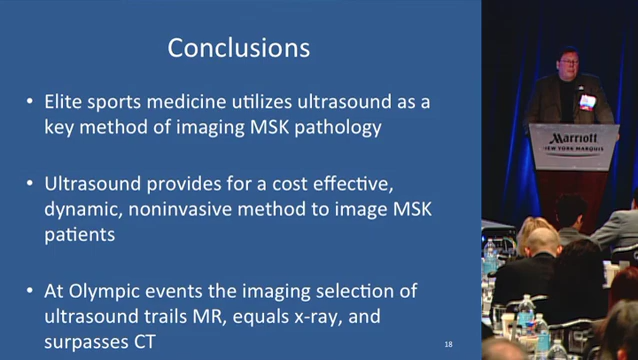 Conclusions
• Elite sports medicine utilizes ultrasound as a
key method of imaging MSK pathology
• Ultrasound provides for a cost effective,
dynamic, noninvasive method to image MSK
patients
• At Olympic events the imaging selection of
ultrasound trails MR, equals x-ray, and
surpasses CT
18
Marriott
NEW YORK MARQUIS